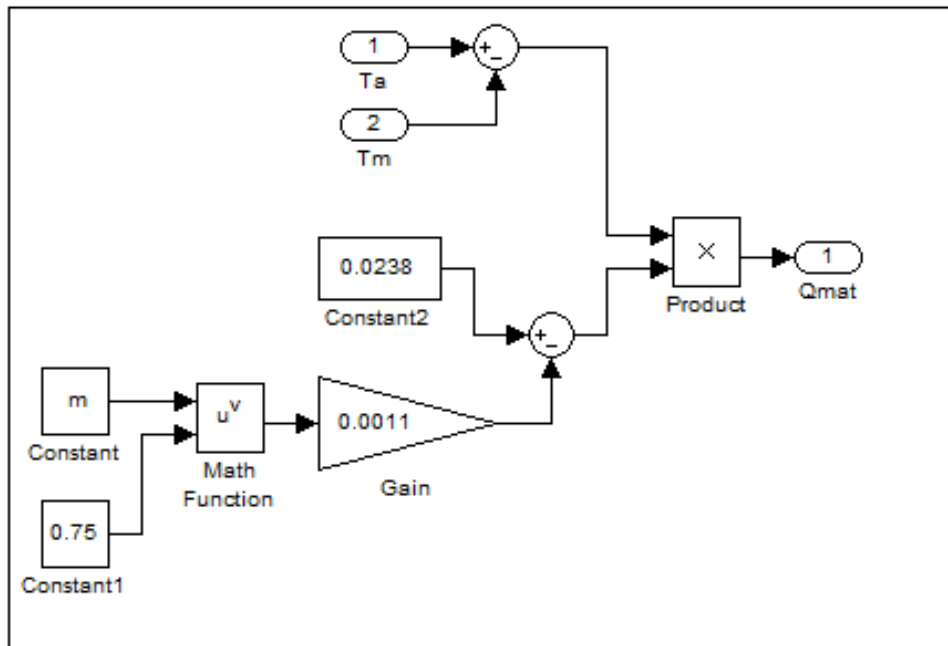 1
Ta
+
−
2
Tm
0.0238
Constant2
×
Product
1
Qmat
+
−
m
Constant
u^v
Math
Function
0.0011
Gain
0.75
Constant1